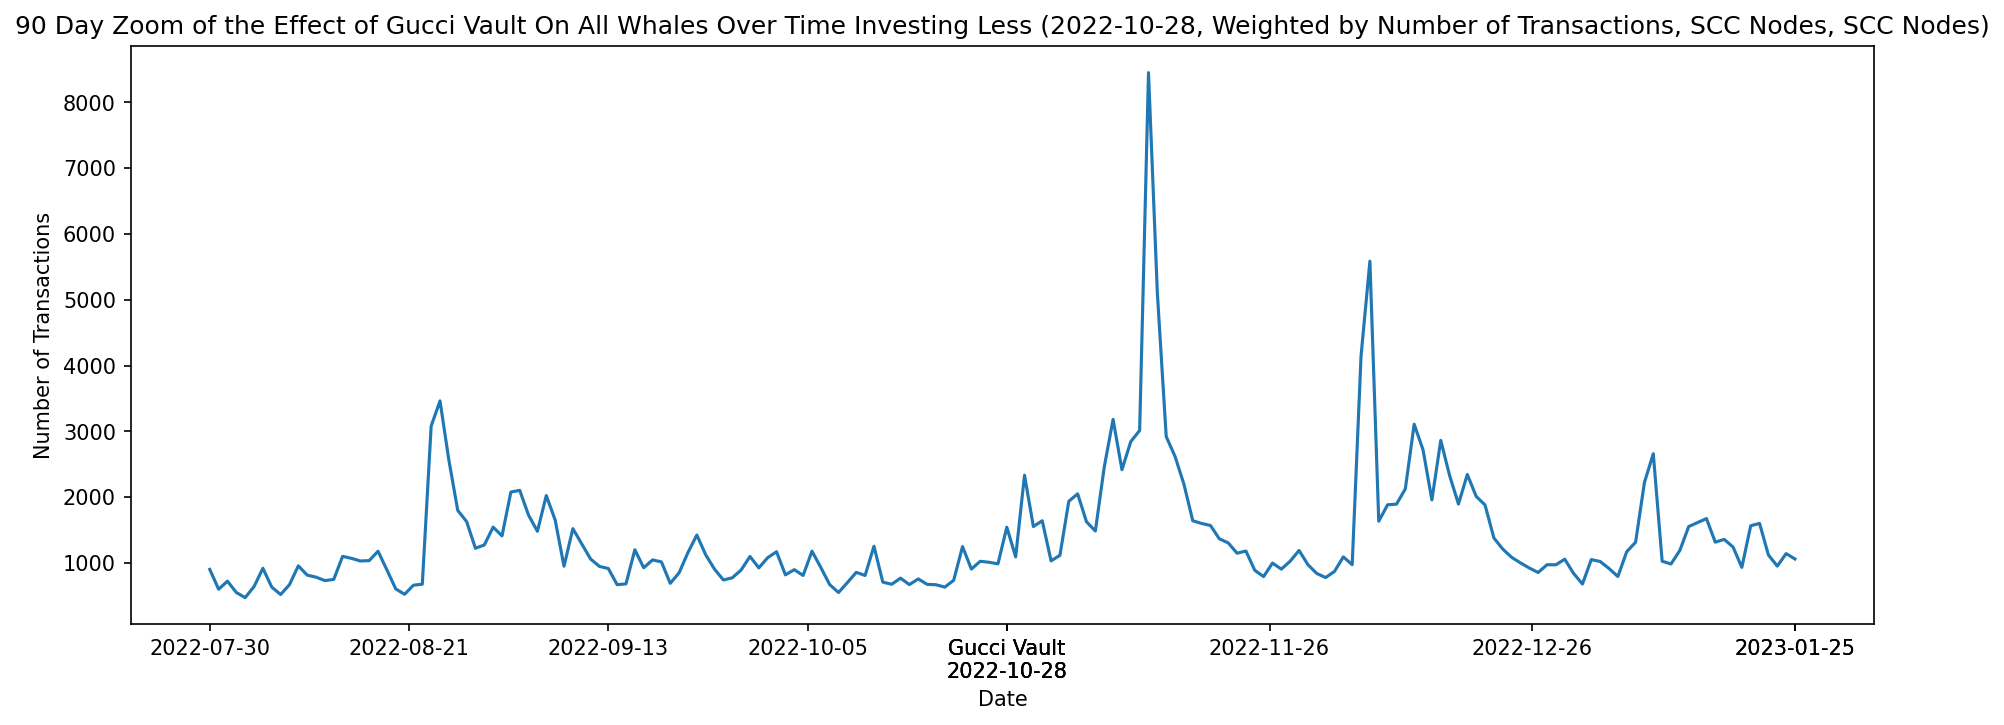 90 Day Zoom of the Effect of Gucci Vault On All Whales Over Time Investing Less (2022-10-28, Weighted by Number of Transactions, SCC Nodes, SCC Nodes)
8000
7000
6000
5000
4000
3000
2000
1000
Number of Transactions
2022-07-30 2022-08-21 2022-09-13 2022-10-05 Gucci Vault 2022-11-26 2022-12-26 2023-01-25
2022-10-28
Date